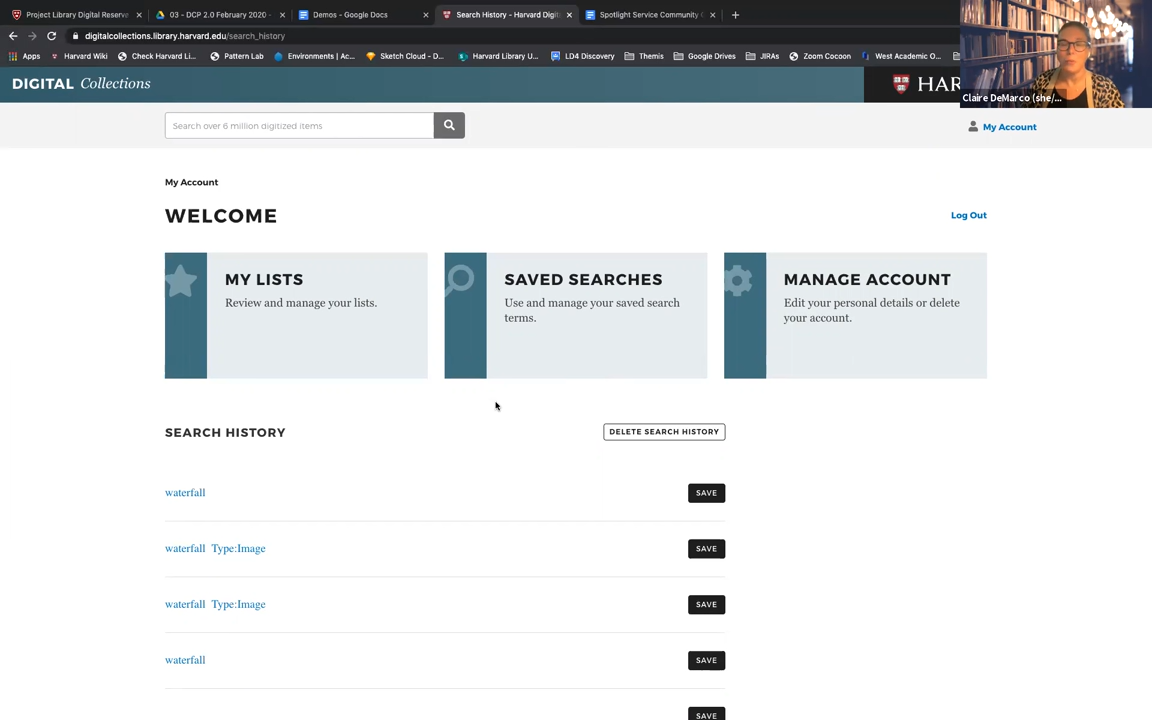 Project Library Digital Reserv
03 - DCP 2.0 February 2020 -
Demos - Google Docs
Search History - Harvard Digit
Spotlight Service Community
digitalcollections.library.harvard.edu/search_history
Apps
Harvard Wiki
Check Harvard Li...
Pattern Lab
Environments | Ac...
Sketch Cloud - D...
Harvard Library U...
LD4 Discovery
Themis
Google Drives
JIRAs
Zoom Cocoon
West Academic O...
DIGITAL Collections
HAR
Claire DeMarco (she/...
Search over 6 million digitized items
My Account
My Account
WELCOME
Log Out
MY LISTS
Review and manage your lists.
SAVED SEARCHES
Use and manage your saved search
terms.
MANAGE ACCOUNT
Edit your personal details or delete
your account.
SEARCH HISTORY
DELETE SEARCH HISTORY
waterfall
SAVE
waterfall Type:Image
SAVE
waterfall Type:Image
SAVE
waterfall
SAVE
SAVE